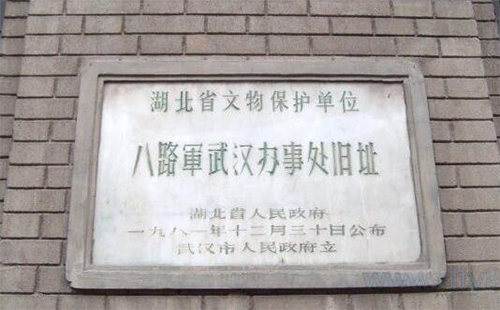 湖北省文物保护单位
八路軍武汉办事处旧址
湖北省人民政府
一九八一年十二月三十日公布
武汉市人民政府立